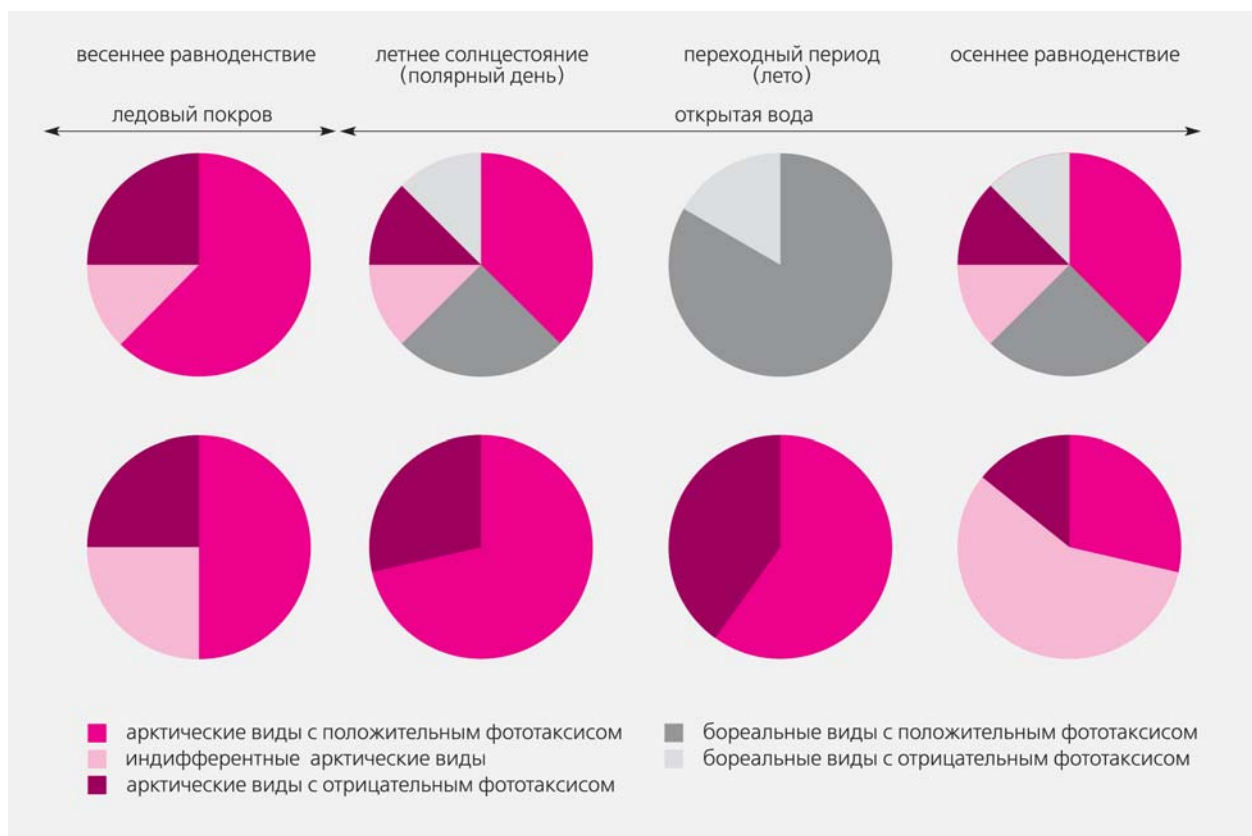 весеннее равноденствие
летнее солнцестояние
(полярный день)
переходный период
(лето)
осеннее равноденствие
ледовый покров
открытая вода
арктические виды с положительным фототаксисом
индифферентные арктические виды
арктические виды с отрицательным фототаксисом
бореальные виды с положительным фототаксисом
бореальные виды с отрицательным фототаксисом